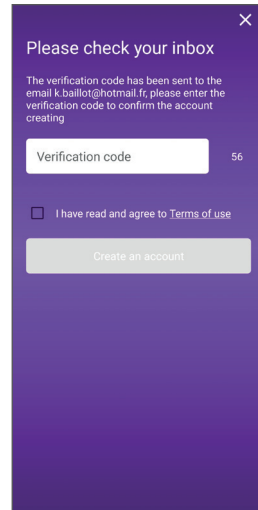 Please check your inbox
The verification code has been sent to the
email k.baillot@hotmail.fr, please enter the
verification code to confirm the account
creating
Verification code
56
I have read and agree to Terms of use
Create an account